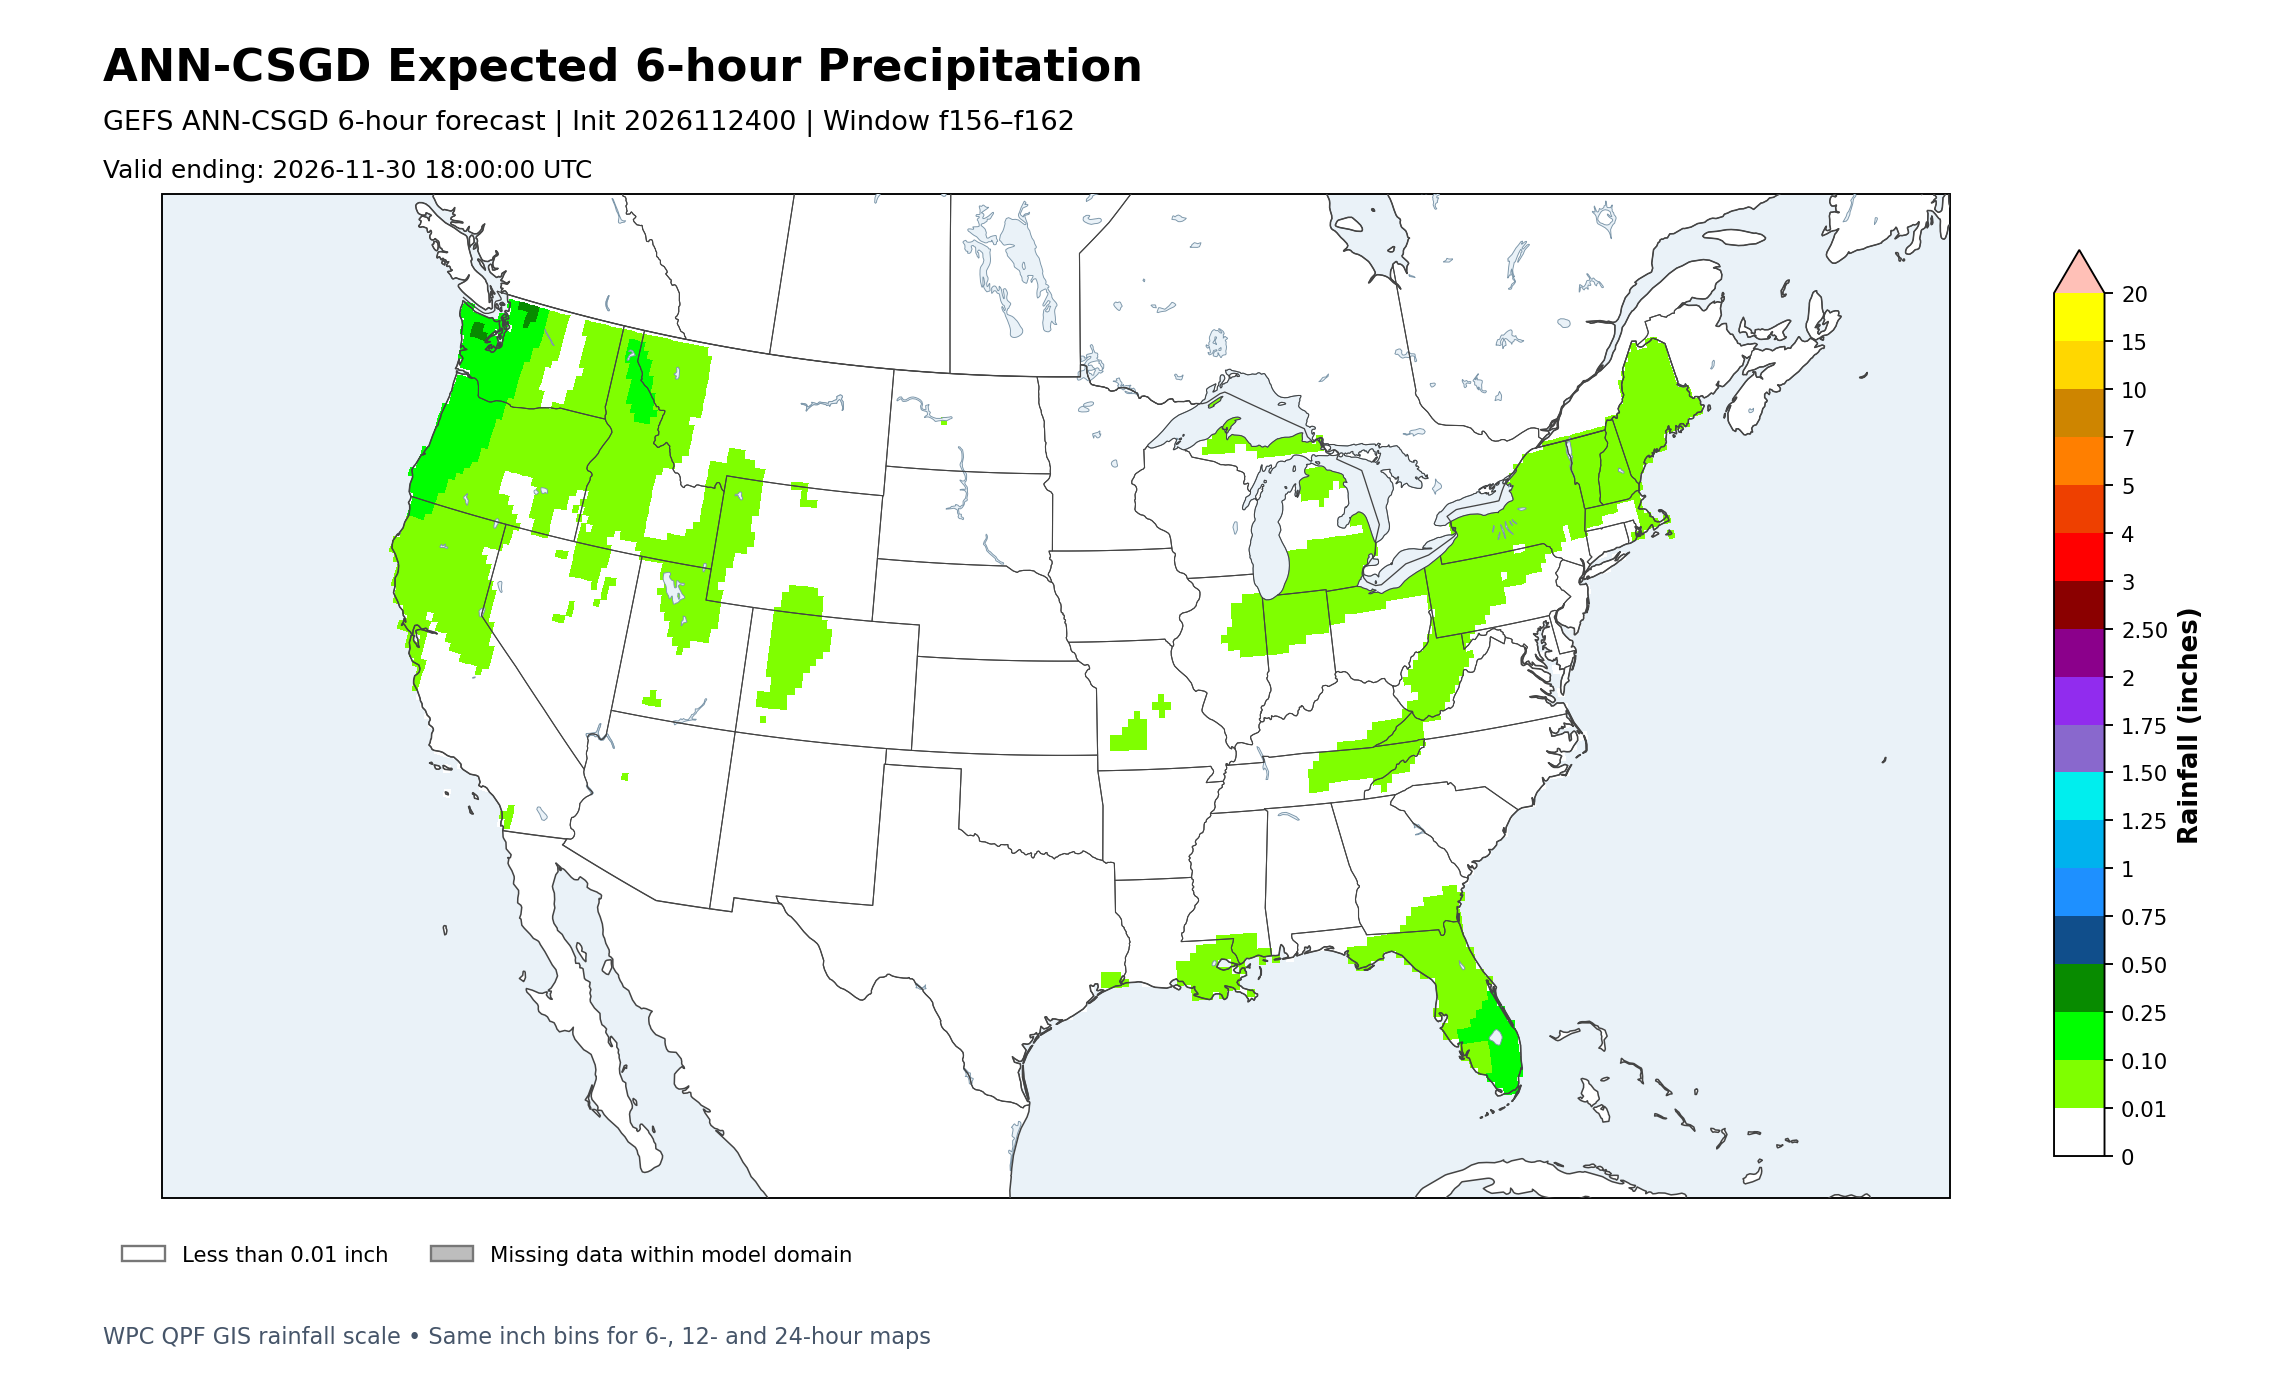 ANN-CSGD Expected 6-hour Precipitation
GEFS ANN-CSGD 6-hour forecast | Init 2026112400 | Window f156–f162
Valid ending: 2026-11-30 18:00:00 UTC
20
15
10
7
5
4
3
2.50
2
1.75
1.50
1.25
1
0.75
0.50
0.25
0.10
0.01
0
Rainfall (inches)
Less than 0.01 inch
Missing data within model domain
WPC QPF GIS rainfall scale • Same inch bins for 6-, 12- and 24-hour maps